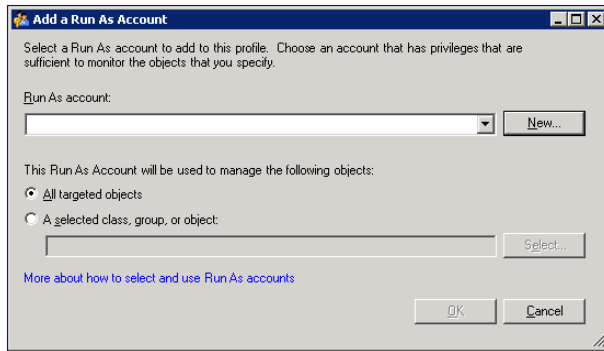 Add a Run As Account
Select a Run As account to add to this profile. Choose an account that has privileges that are
sufficient to monitor the objects that you specify.
Run As account:
New...
This Run As Account will be used to manage the following objects:
All targeted objects
A selected class, group, or object:
Select...
More about how to select and use Run As accounts
OK
Cancel